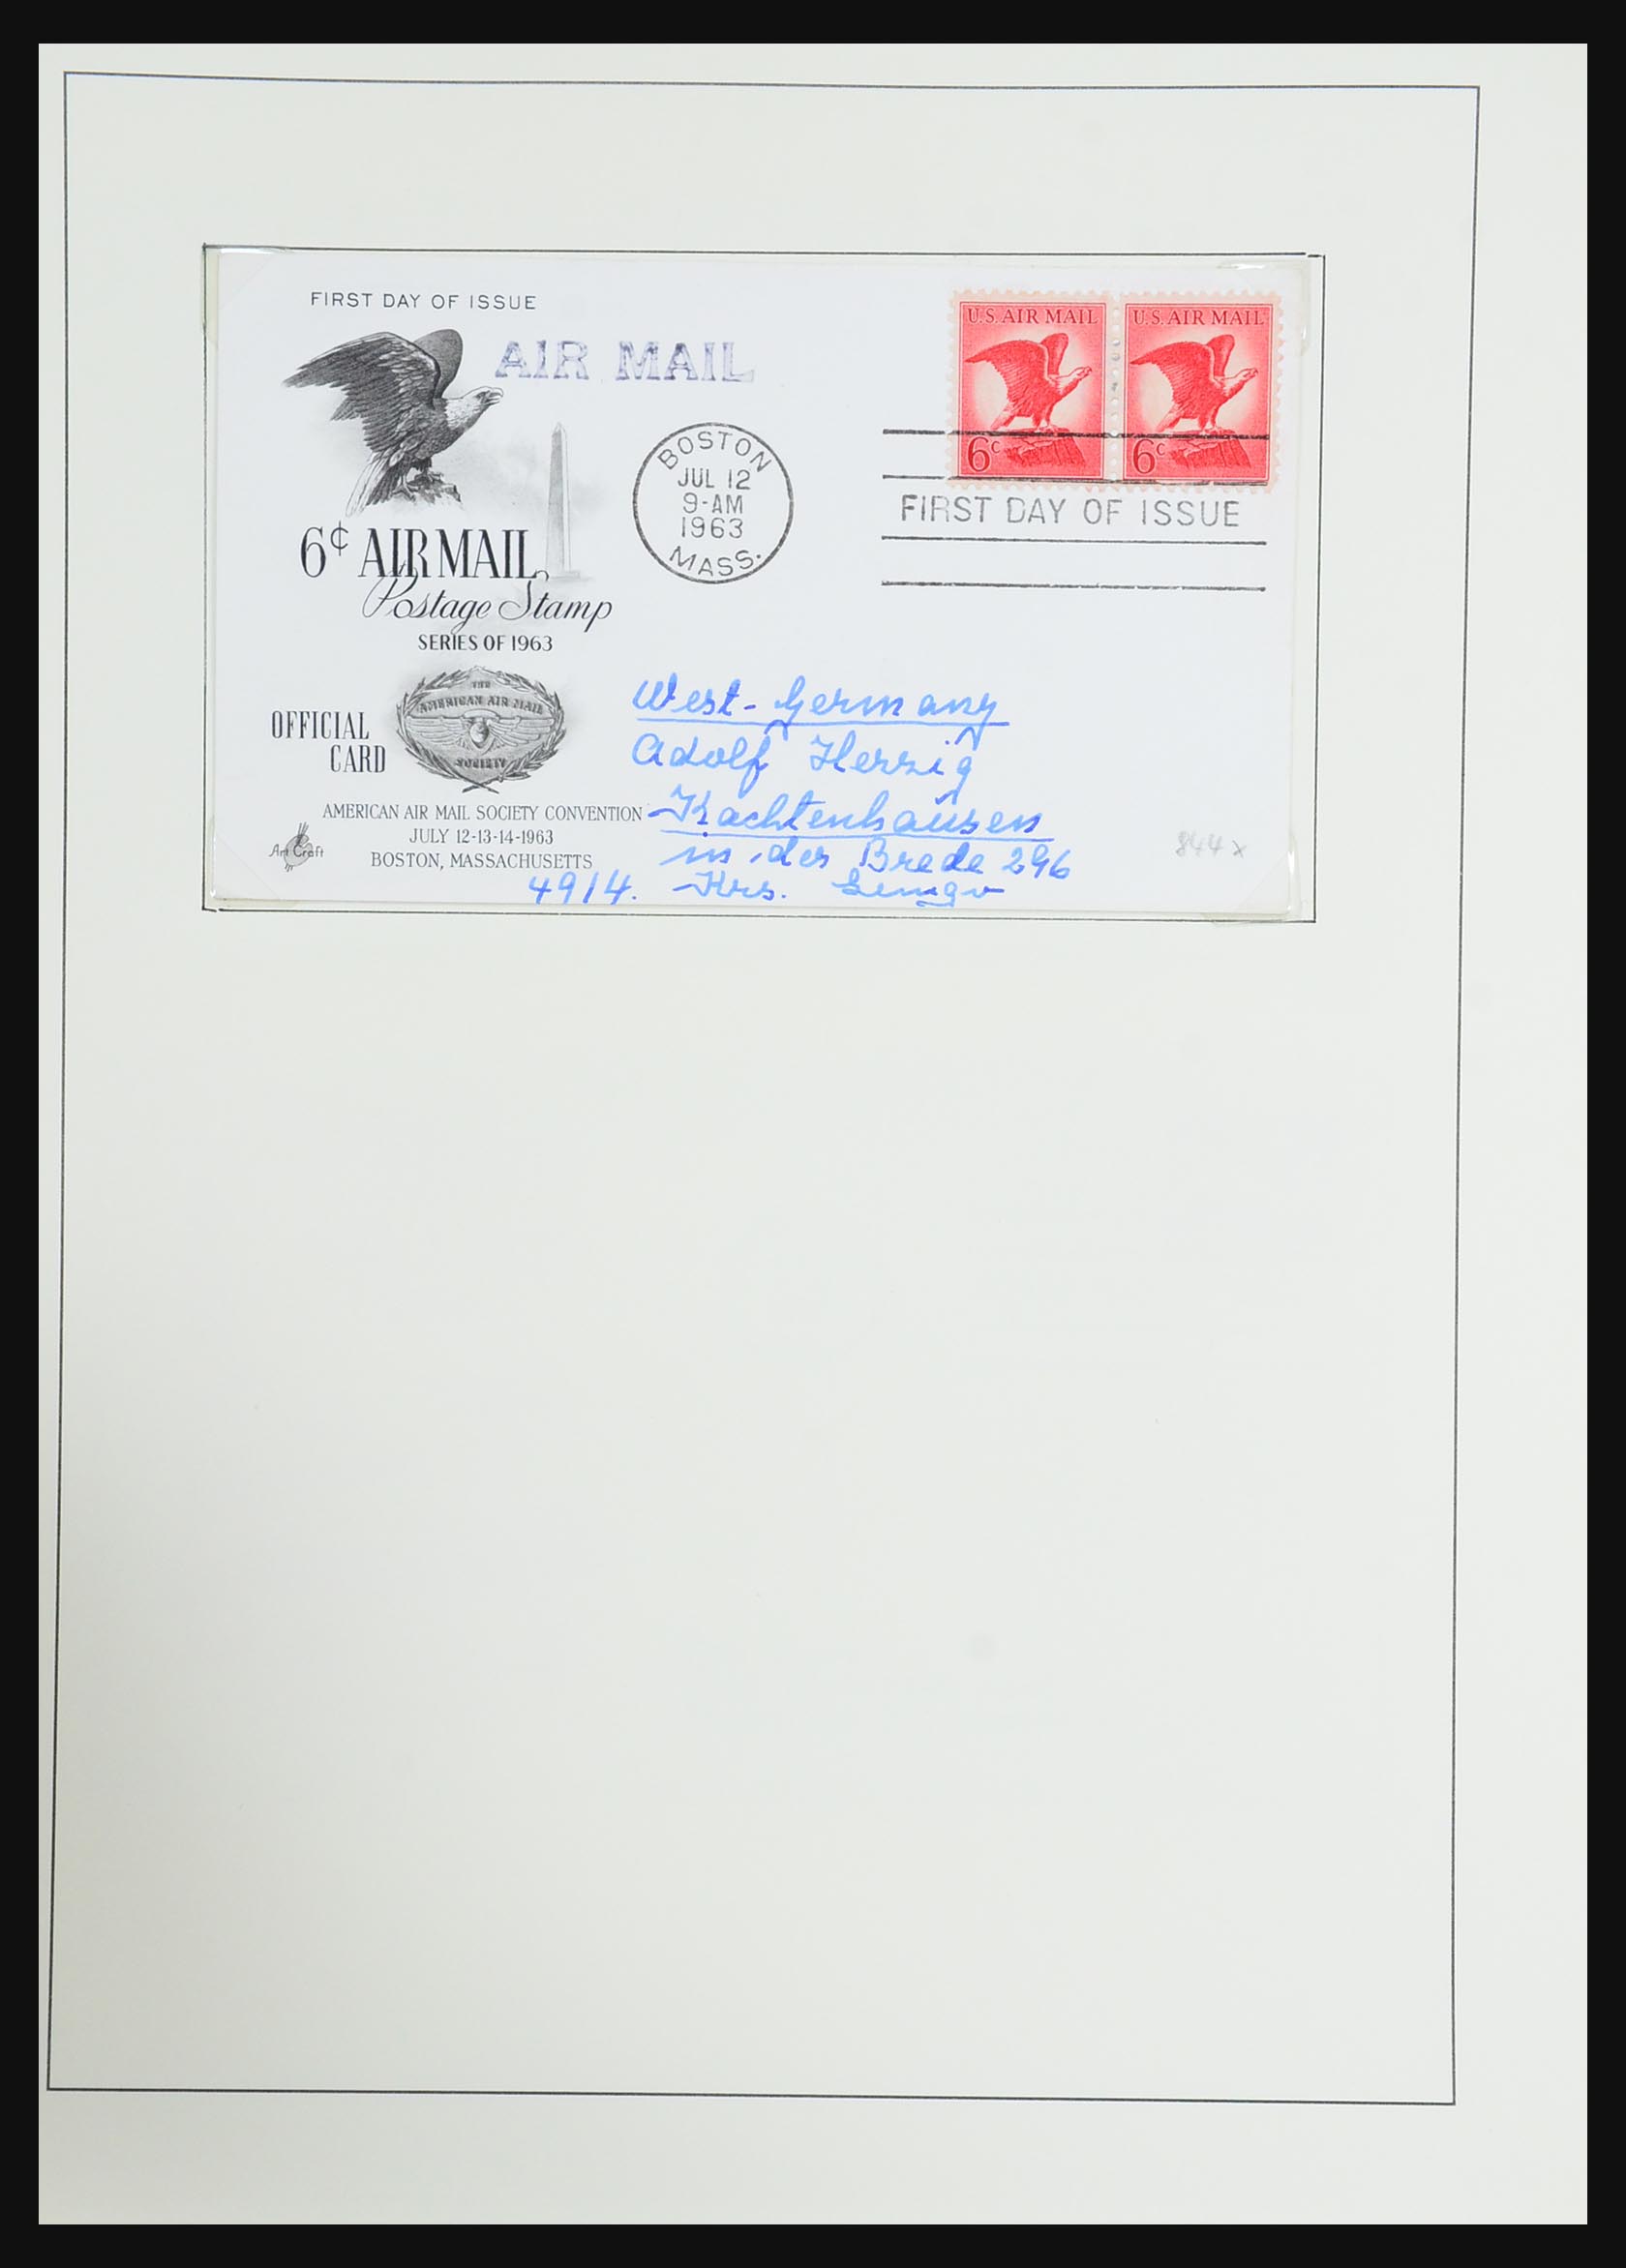 FIRST DAY OF ISSUE
AIR MAIL
U.S. AIR MAIL
6c
U.S. AIR MAIL
6c
BOSTON
JUL 12
9-AM
1963
MASS.
FIRST DAY OF ISSUE
6¢ AIR MAIL
Postage Stamp
SERIES OF 1963
OFFICIAL
CARD
THE
AMERICAN AIR MAIL
SOCIETY
AMERICAN AIR MAIL SOCIETY CONVENTION
JULY 12-13-14-1963
BOSTON, MASSACHUSETTS
Art Craft
West-Germany
Adolf Herzig
Kachtenhausen
in der Brede 296
4914. Krs. Lemgo
844x